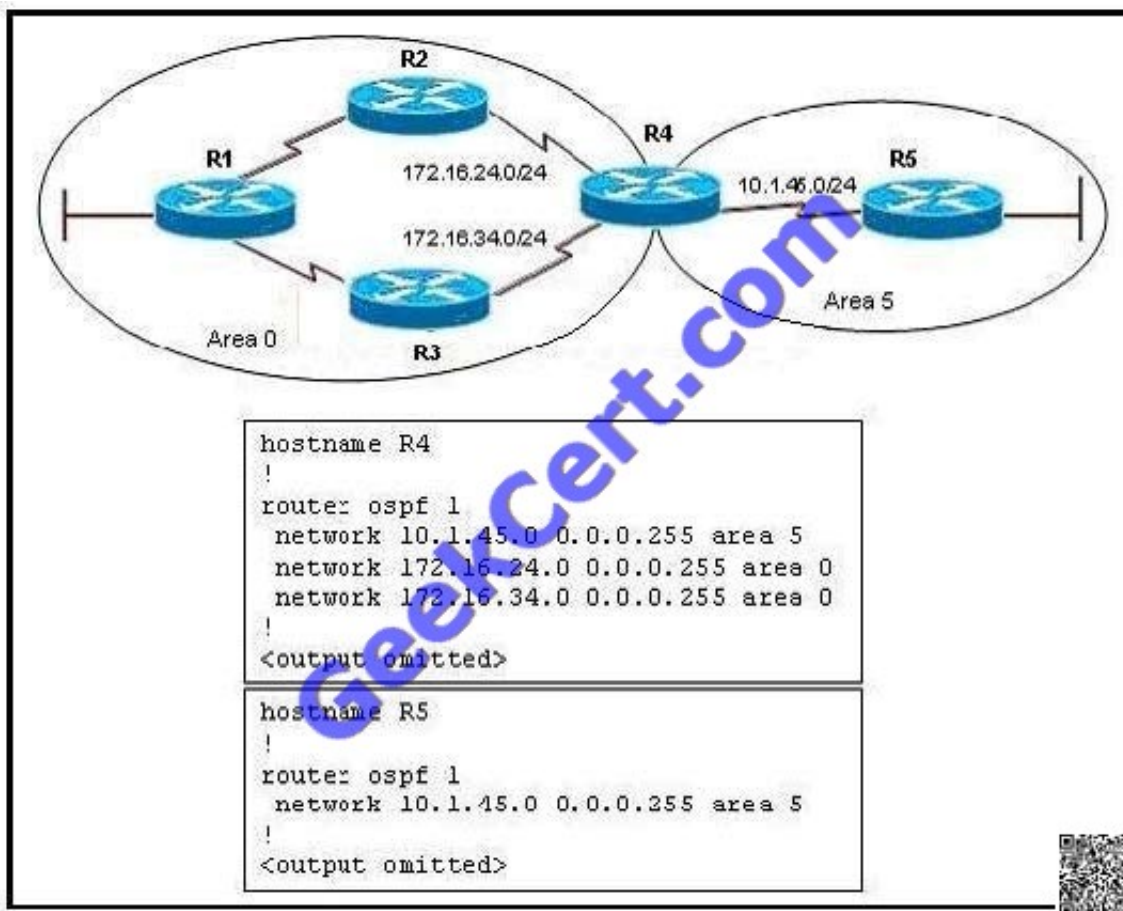 R2
R4
R1
R5
172.16.24.0/24
10.1.45.0/24
172.16.34.0/24
Area 5
Area 0
R3
hostname R4
!
router ospf 1
network 10.1.45.0 0.0.0.255 area 5
network 172.16.24.0 0.0.0.255 area 0
network 172.16.34.0 0.0.0.255 area 0
!
<output omitted>
hostname R5
!
router ospf 1
network 10.1.45.0 0.0.0.255 area 5
!
<output omitted>
GeekCert.com